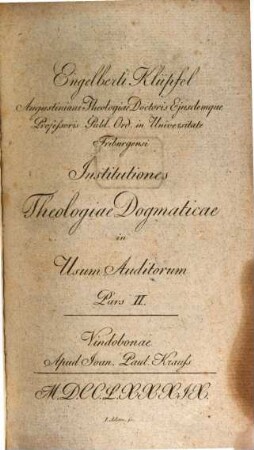 Engelberti Klüpfel
Augustiniani Theologiae Doctoris Ejusdemque
Professoris Publ. Ord. in Universitate
Friburgensi
Institutiones
Theologiae Dogmaticae
in
Usum Auditorum
Pars II.
Vindobonae
Apud Joan. Paul. Krauss
MDCCLXXXIX.